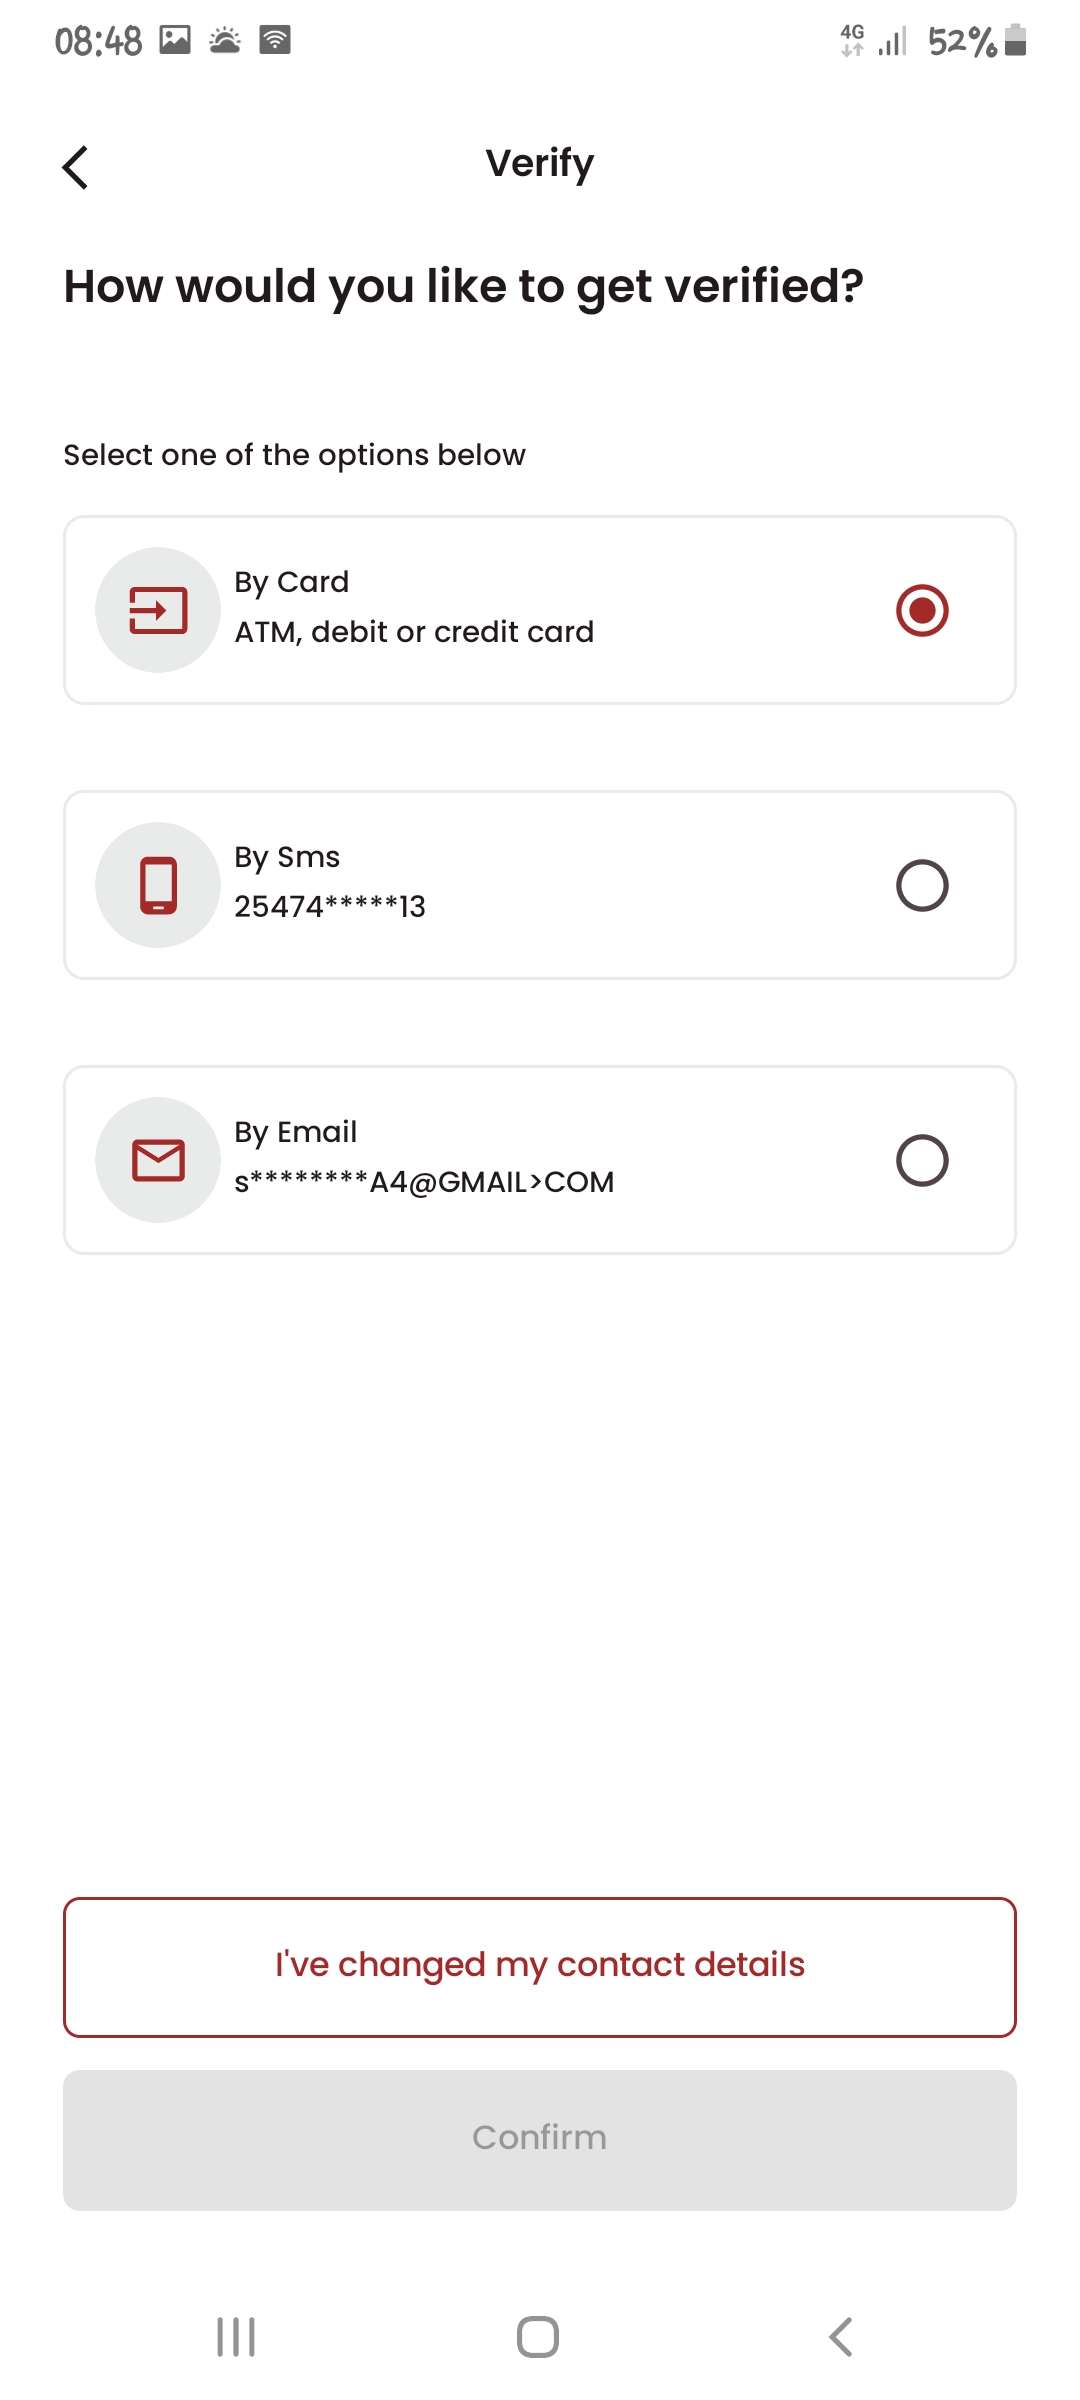 08:48
4G
52%
Verify
How would you like to get verified?
Select one of the options below
By Card
ATM, debit or credit card
By Sms
25474*****13
By Email
s********A4@GMAIL>COM
I've changed my contact details
Confirm